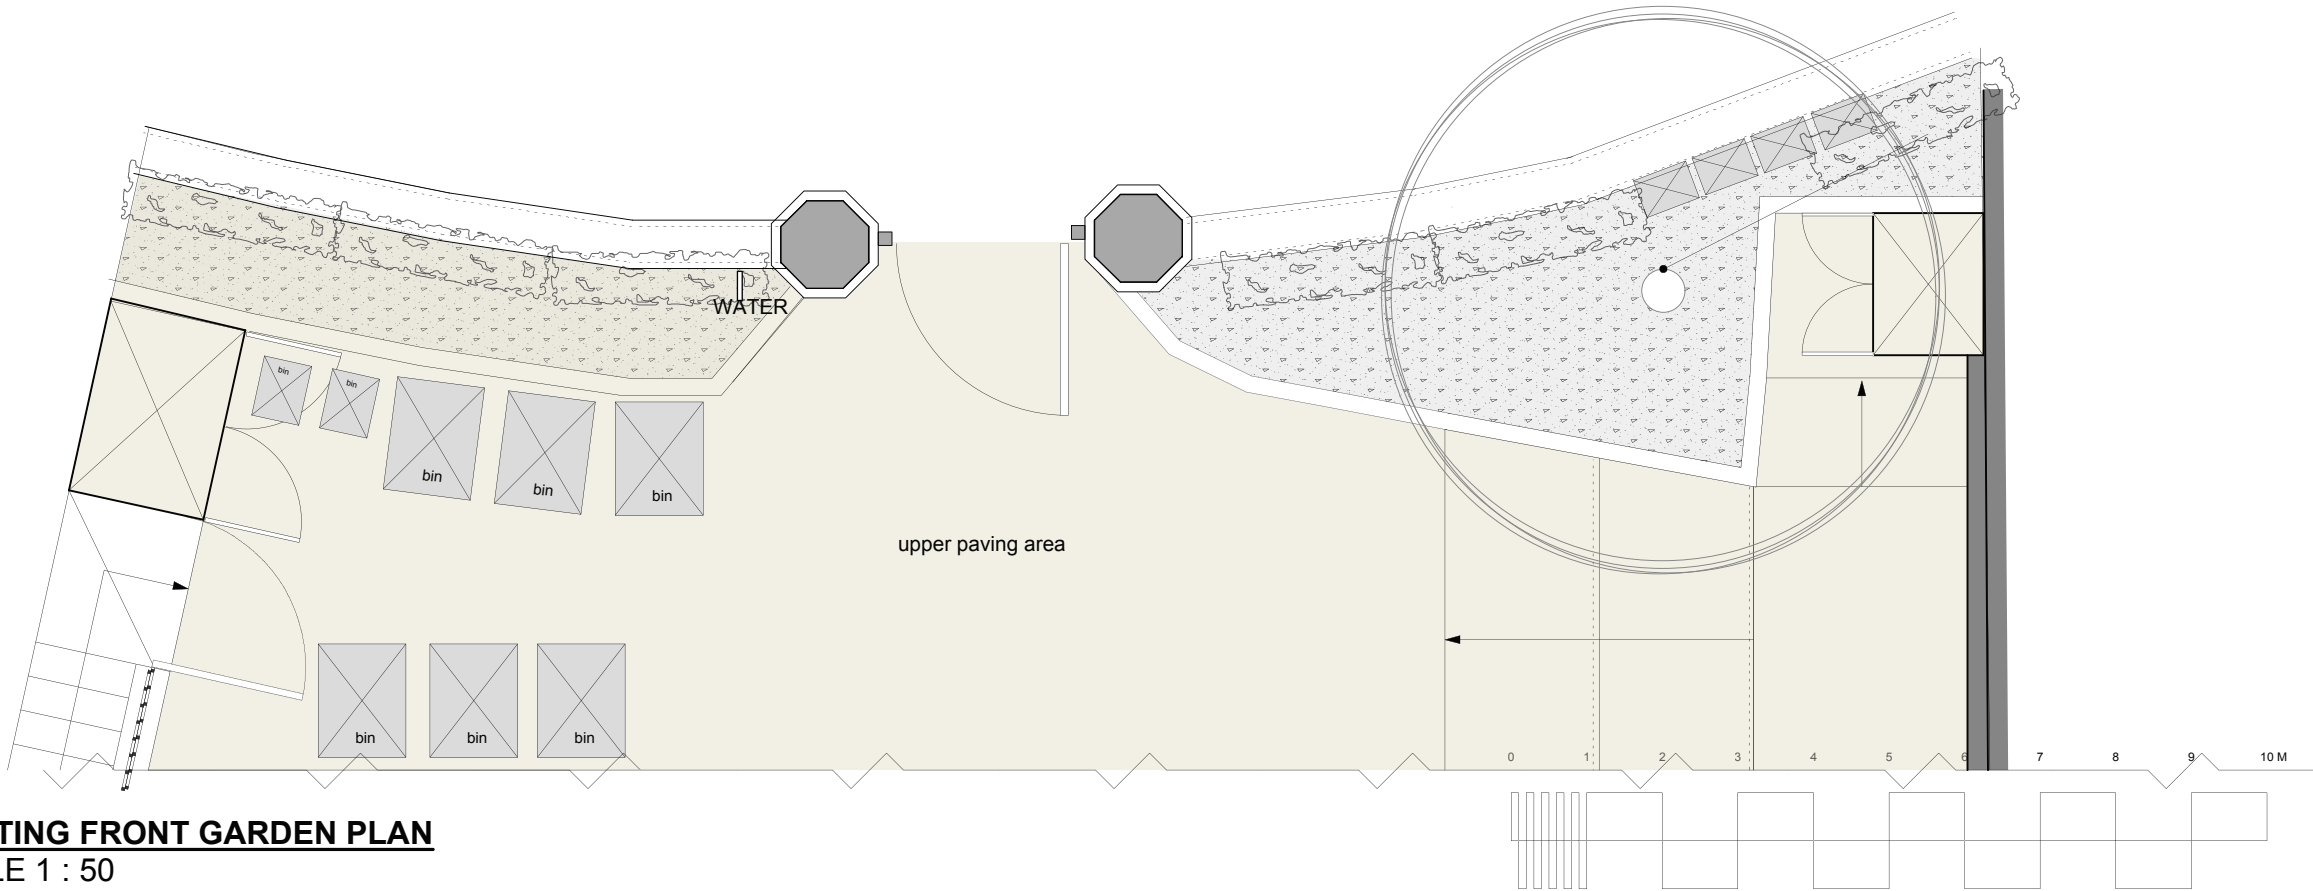 WATER
bin
bin
bin
bin
bin
upper paving area
bin
bin
bin
0 1 2 3 4 5 6 7 8 9 10 M
TING FRONT GARDEN PLAN
LE 1 : 50